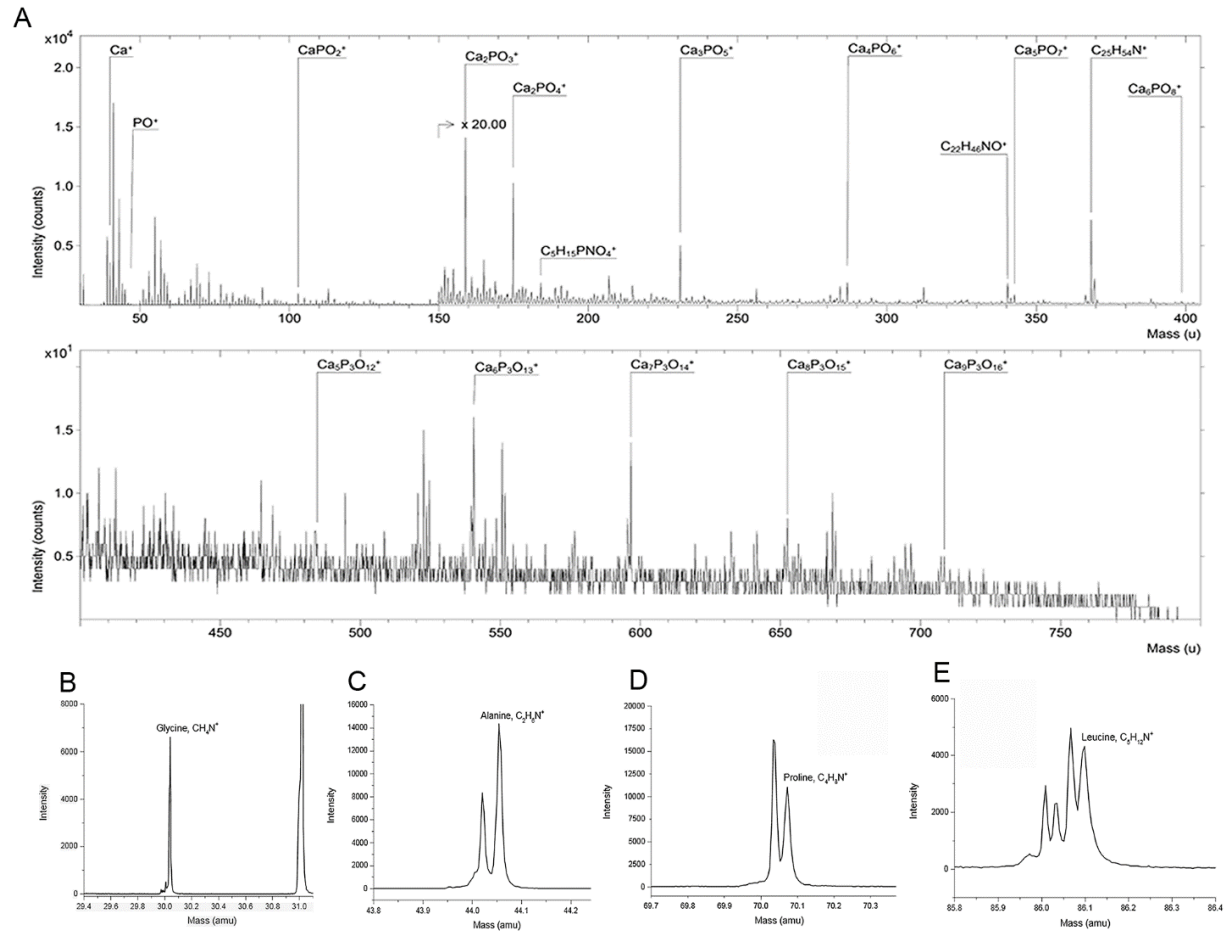 A
x10⁴
Ca⁺
CaPO₂⁺
Ca₂PO₃⁺
Ca₃PO₅⁺
Ca₄PO₆⁺
Ca₅PO₇⁺
C₂₅H₅₄N⁺
2.0
Ca₂PO₄⁺
Ca₆PO₈⁺
PO⁺
x 20.00
1.5
C₂₂H₄₆NO⁺
1.0
C₅H₁₅PNO₄⁺
0.5
Intensity (counts)
50 100 150 200 250 300 350 400
Mass (u)
x10¹
Ca₅P₃O₁₂⁺
Ca₆P₃O₁₃⁺
Ca₇P₃O₁₄⁺
Ca₈P₃O₁₅⁺
Ca₉P₃O₁₆⁺
1.5
1.0
0.5
Intensity (counts)
450 500 550 600 650 700 750
Mass (u)
B
8000
6000
4000
2000
0
Intensity
Glycine, CH₄N⁺
29.4 29.6 29.8 30.0 30.2 30.4 30.6 30.8 31.0
Mass (amu)
C
16000
14000
12000
10000
8000
6000
4000
2000
0
Intensity
Alanine, C₂H₆N⁺
43.8 43.9 44.0 44.1 44.2
Mass (amu)
D
20000
17500
15000
12500
10000
7500
5000
2500
0
Intensity
Proline, C₄H₈N⁺
69.7 69.8 69.9 70.0 70.1 70.2 70.3
Mass (amu)
E
6000
4000
2000
0
Intensity
Leucine, C₅H₁₂N⁺
85.8 85.9 86.0 86.1 86.2 86.3 86.4
Mass (amu)